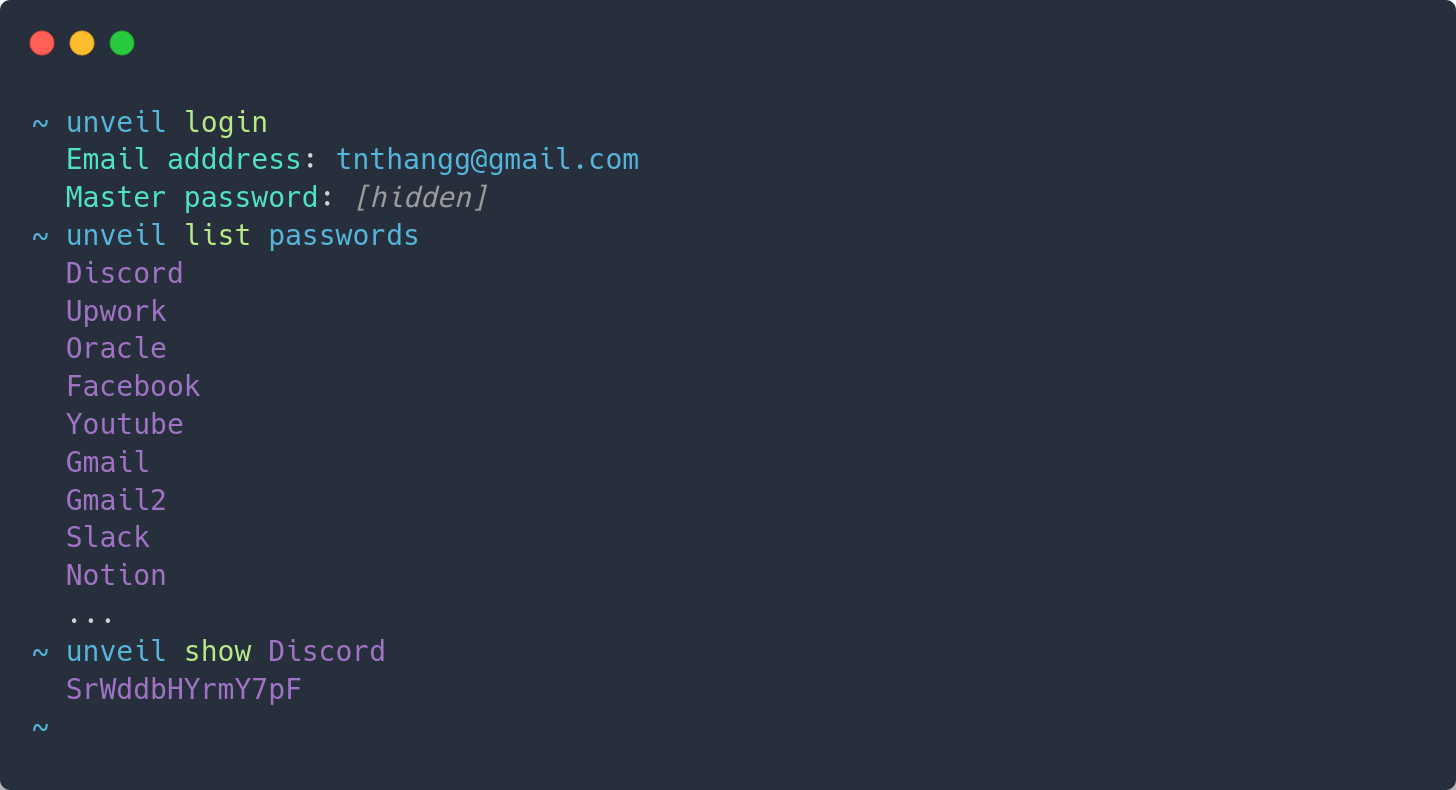 ~ unveil login
Email adddress: tnthangg@gmail.com
Master password: [hidden]
~ unveil list passwords
Discord
Upwork
Oracle
Facebook
Youtube
Gmail
Gmail2
Slack
Notion
...
~ unveil show Discord
SrWddbHYrmY7pF
~